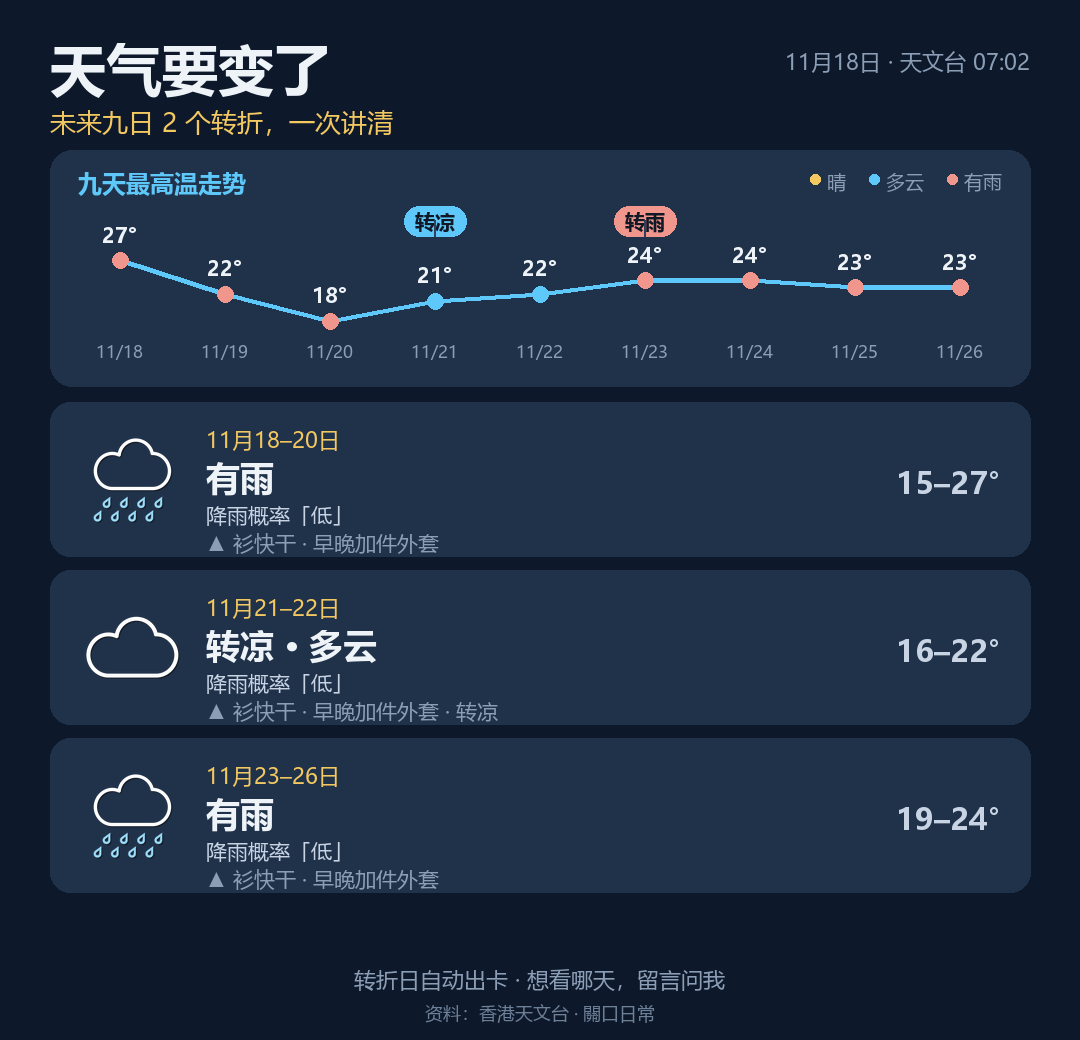 天气要变了
11月18日 · 天文台 07:02
未来九日 2 个转折，一次讲清
九天最高温走势
晴 多云 有雨
转凉 转雨
27° 22° 18° 21° 22° 24° 24° 23° 23°
11/18 11/19 11/20 11/21 11/22 11/23 11/24 11/25 11/26
11月18–20日
有雨
15–27°
降雨概率「低」
▲ 衫快干 · 早晚加件外套
11月21–22日
转凉 • 多云
16–22°
降雨概率「低」
▲ 衫快干 · 早晚加件外套 · 转凉
11月23–26日
有雨
19–24°
降雨概率「低」
▲ 衫快干 · 早晚加件外套
转折日自动出卡 · 想看哪天，留言问我
资料：香港天文台 · 關口日常